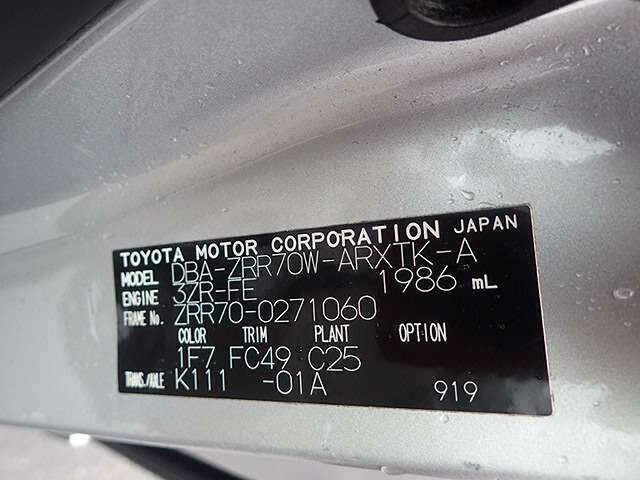 TOYOTA MOTOR CORPORATION JAPAN
MODEL DBA-ZRR70W-ARXTK-A
ENGINE 3ZR-FE 1986 mL
FRAME No. ZRR70-0271060
COLOR TRIM PLANT OPTION
1F7 FC49 C25
TRANS./AXLE K111 -01A 919